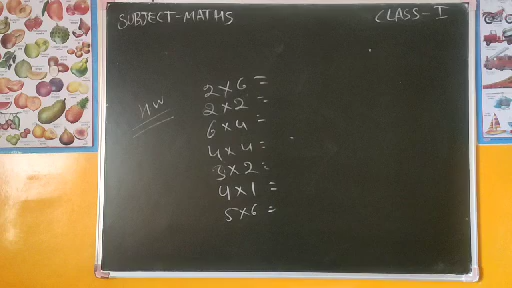 SUBJECT-MATHS
CLASS-I
HW
2×6=
2×2=
6×4=
4×4=
3×2=
4×1=
5×6=